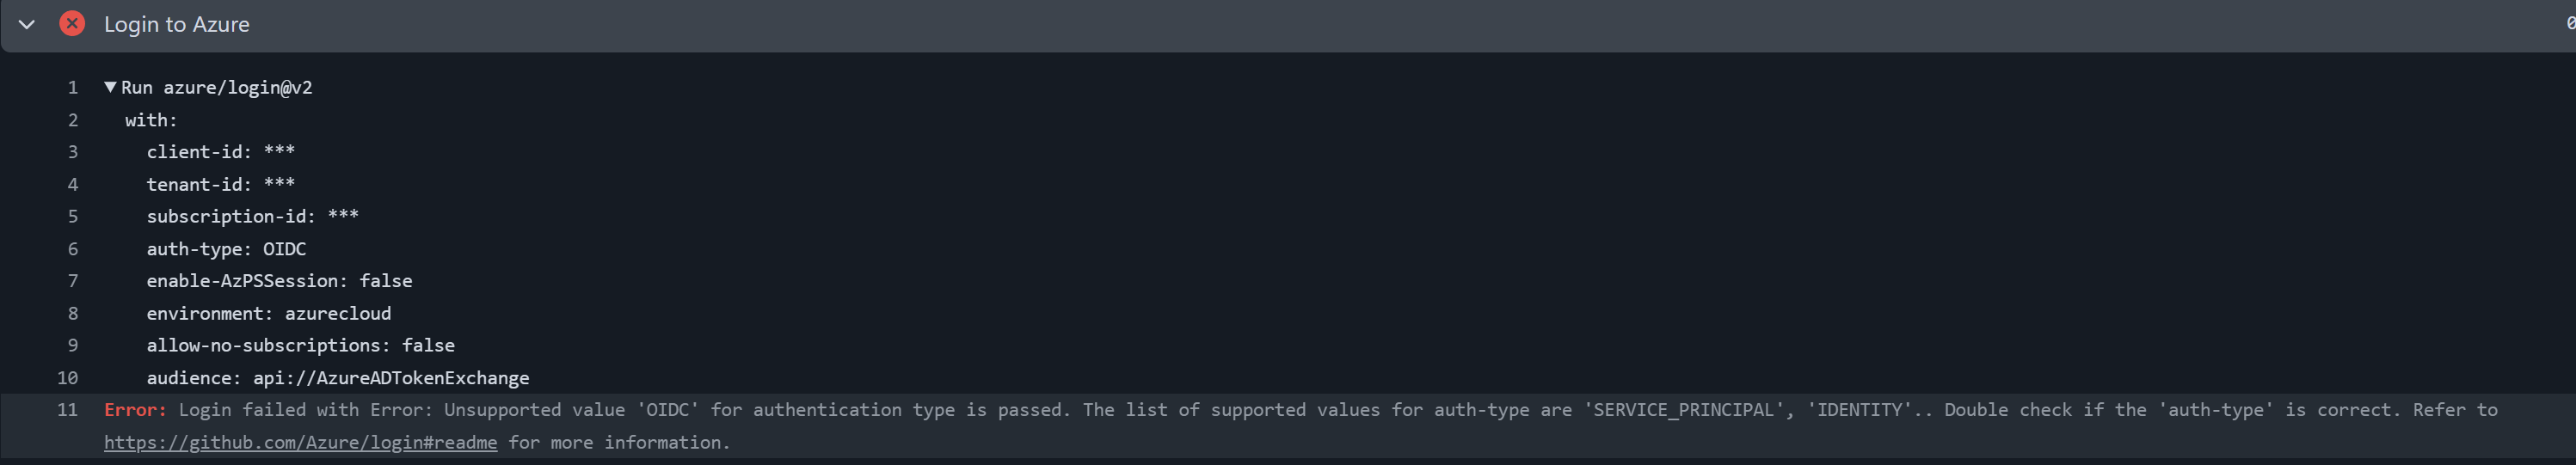 Login to Azure 0
1 ▼ Run azure/login@v2
2 with:
3 client-id: ***
4 tenant-id: ***
5 subscription-id: ***
6 auth-type: OIDC
7 enable-AzPSSession: false
8 environment: azurecloud
9 allow-no-subscriptions: false
10 audience: api://AzureADTokenExchange
11 Error: Login failed with Error: Unsupported value 'OIDC' for authentication type is passed. The list of supported values for auth-type are 'SERVICE_PRINCIPAL', 'IDENTITY'.. Double check if the 'auth-type' is correct. Refer to
https://github.com/Azure/login#readme for more information.